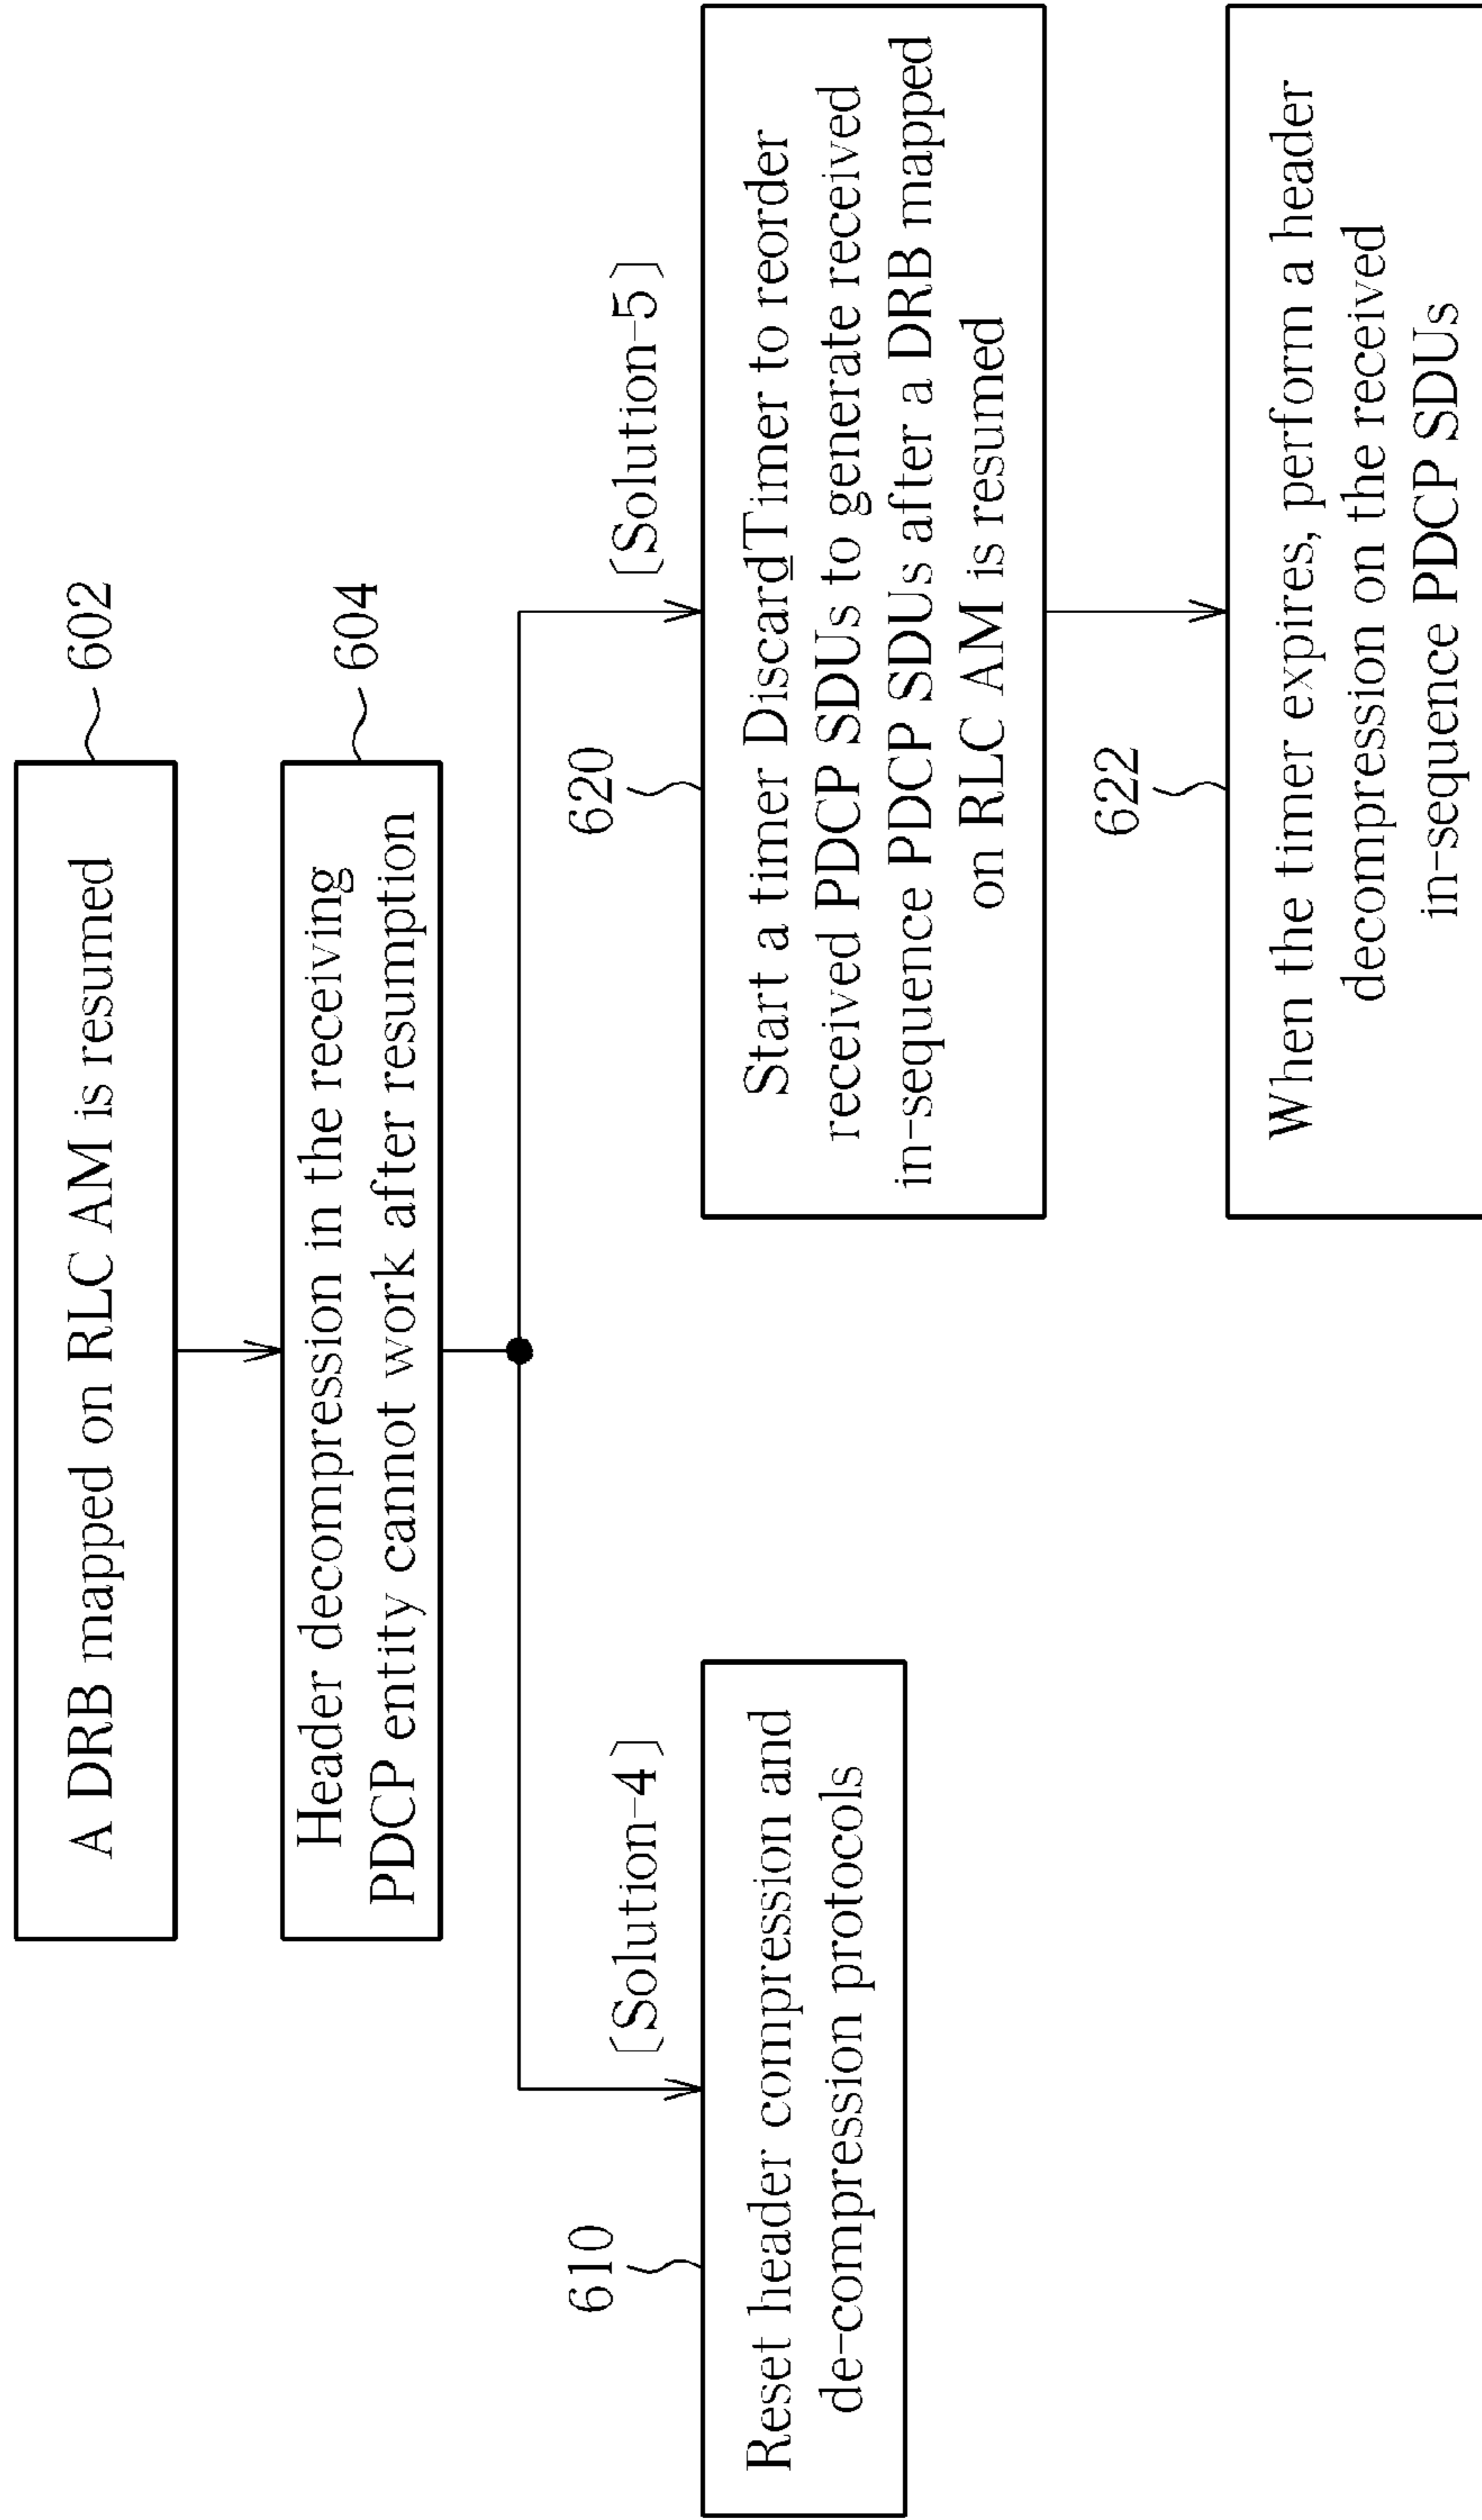 A DRB mapped on RLC AM is resumed
602
Header decompression in the receiving
PDCP entity cannot work after resumption
604
(Solution-4)
610
Reset header compression and
de-compression protocols
(Solution-5)
620
Start a timer Discard_Timer to reorder
received PDCP SDUs to generate received
in-sequence PDCP SDUs after a DRB mapped
on RLC AM is resumed
622
When the timer expires, perform a header
decompression on the received
in-sequence PDCP SDUs